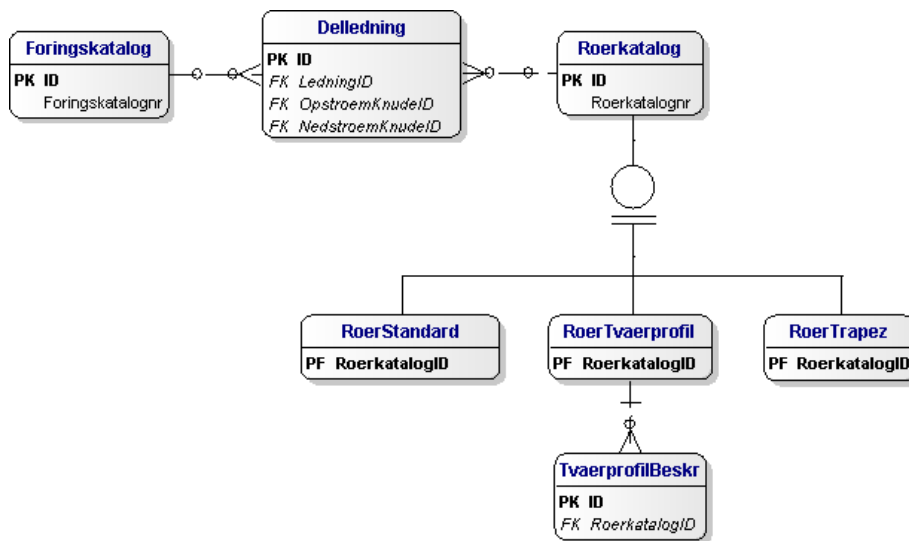 Foringskatalog
PK ID
Foringskatalognr
Delledning
PK ID
FK LedningID
FK OpstroemKnudeID
FK NedstroemKnudeID
Roerkatalog
PK ID
Roerkatalognr
RoerStandard
PF RoerkatalogID
RoerTvaerprofil
PF RoerkatalogID
RoerTrapez
PF RoerkatalogID
TvaerprofilBeskr
PK ID
FK RoerkatalogID